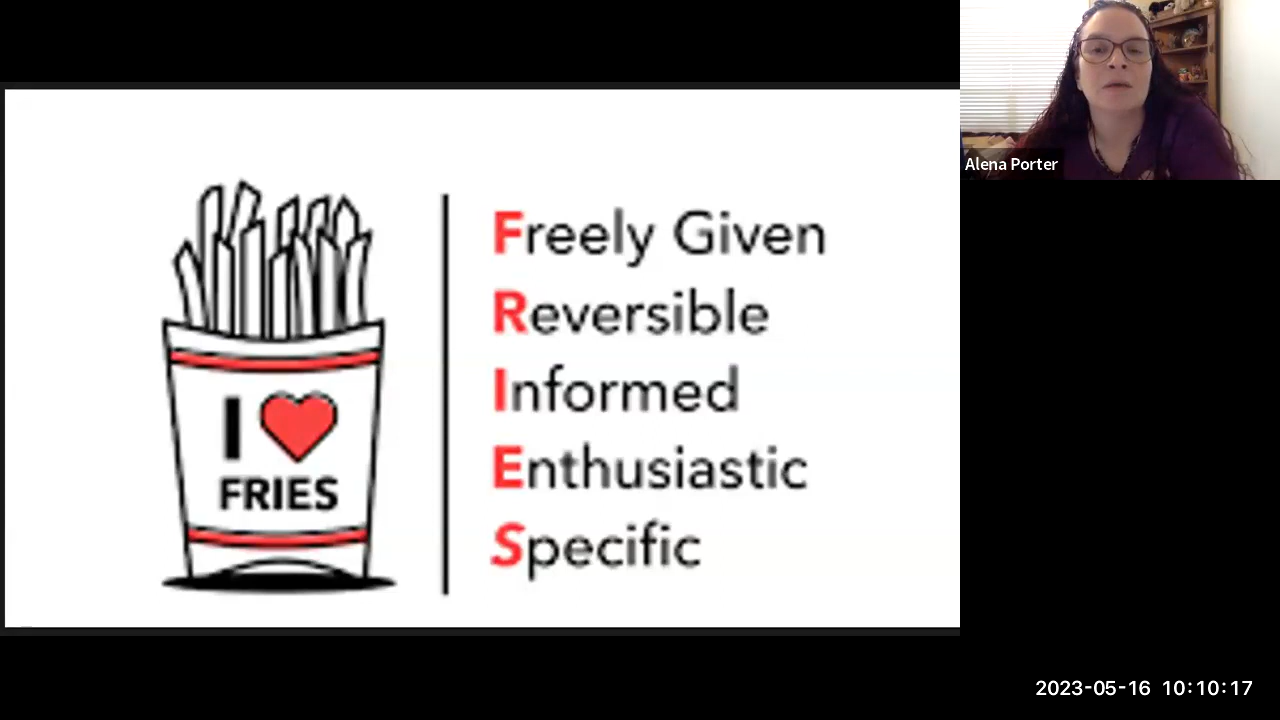 I ❤ FRIES
Freely Given
Reversible
Informed
Enthusiastic
Specific
Alena Porter
2023-05-16 10:10:17